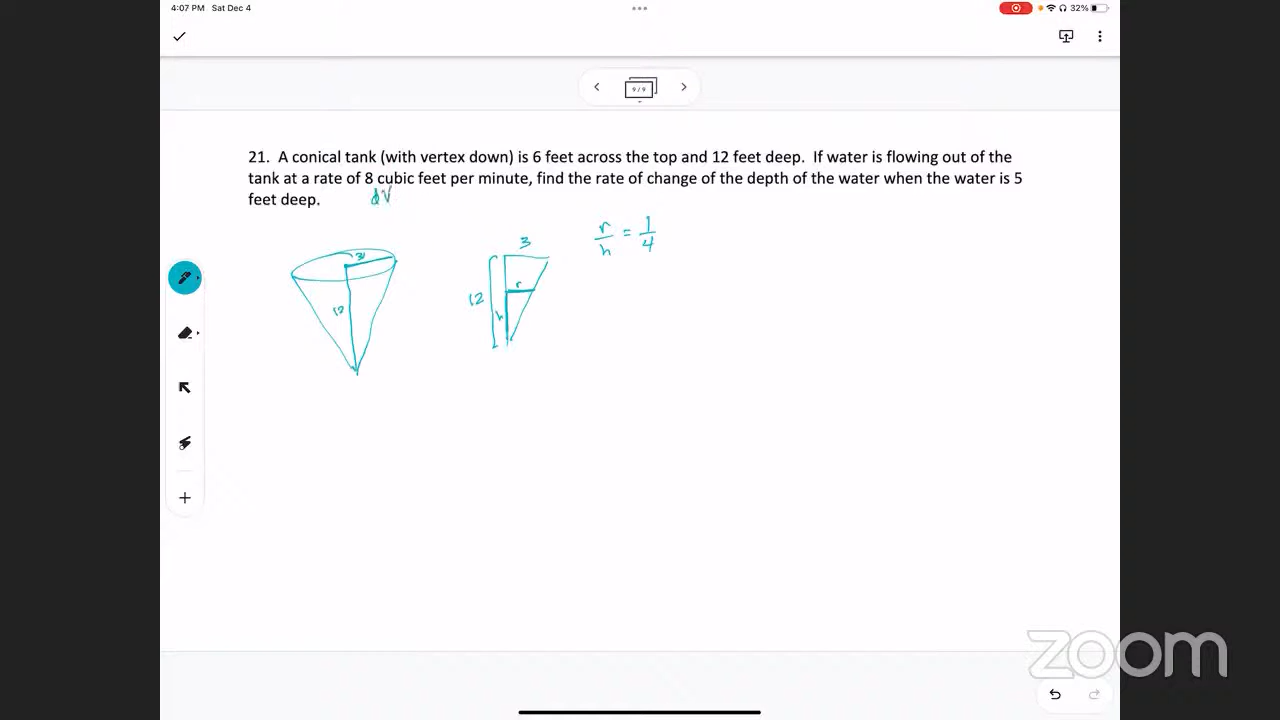 4:07 PM Sat Dec 4
32%
9 / 9
21. A conical tank (with vertex down) is 6 feet across the top and 12 feet deep. If water is flowing out of the
tank at a rate of 8 cubic feet per minute, find the rate of change of the depth of the water when the water is 5
feet deep.
dV
r/h = 1/4
3
3
12
r
12
h
zoom